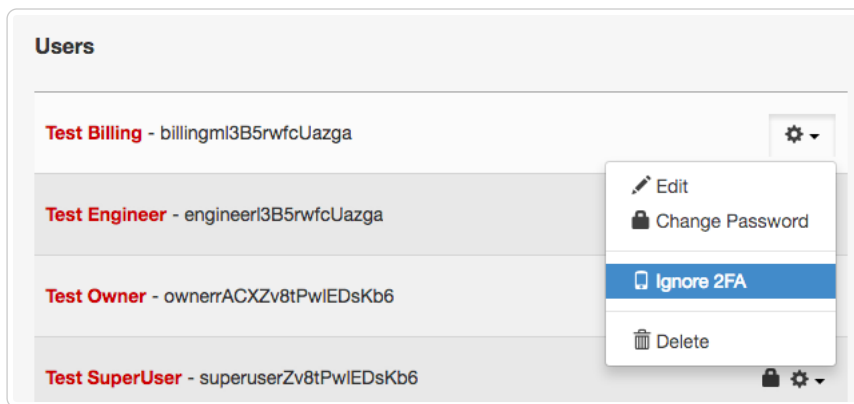 Users
Test Billing - billingml3B5rwfcUazga
Edit
Test Engineer - engineerl3B5rwfcUazga
Change Password
Ignore 2FA
Test Owner - ownerrACXZv8tPwlEDsKb6
Delete
Test SuperUser - superuserZv8tPwlEDsKb6